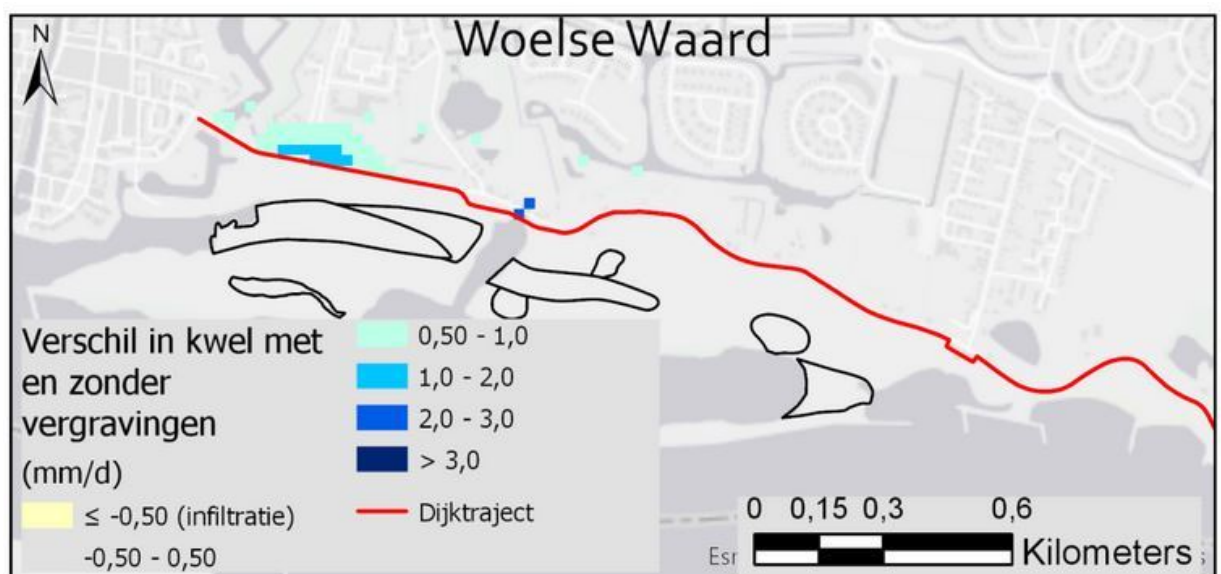 Woelse Waard
N
Verschil in kwel met
en zonder
vergravingen
(mm/d)
≤ -0,50 (infiltratie)
-0,50 - 0,50
0,50 - 1,0
1,0 - 2,0
2,0 - 3,0
> 3,0
Dijktraject
0 0,15 0,3 0,6
Kilometers